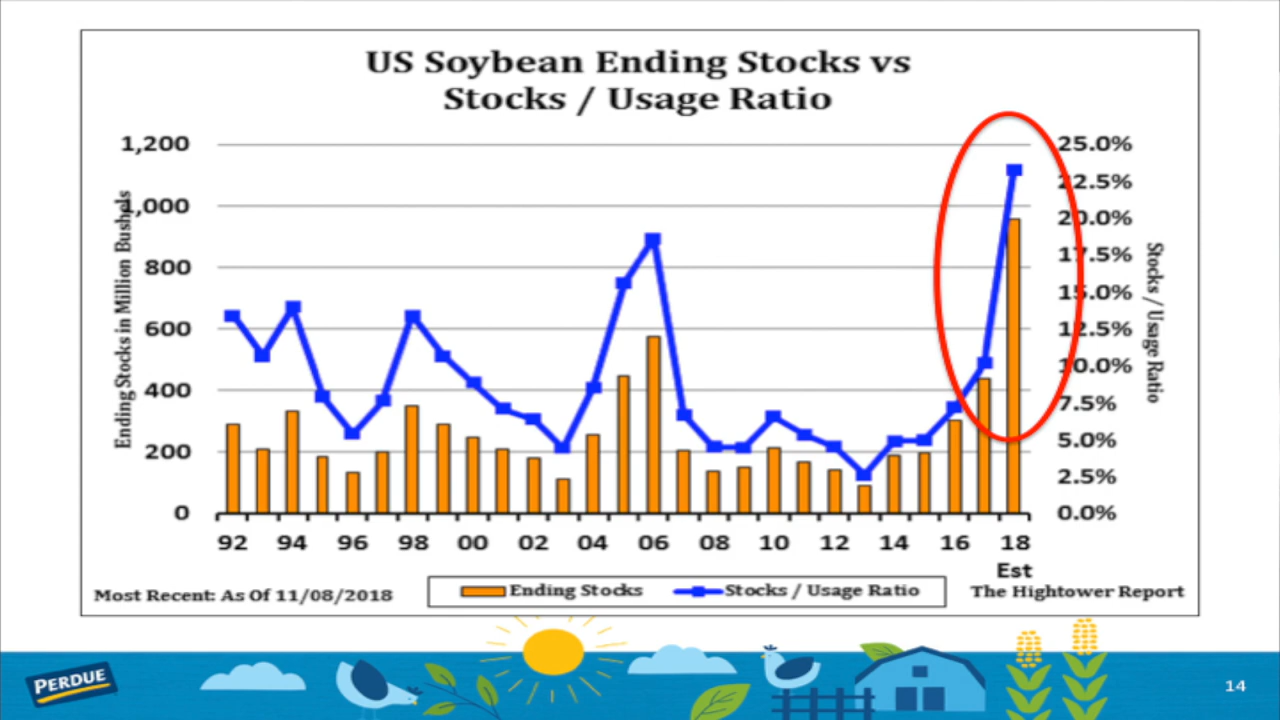 US Soybean Ending Stocks vs
Stocks / Usage Ratio
Ending Stocks in Million Bushels
1,200
1,000
800
600
400
200
0
25.0%
22.5%
20.0%
17.5%
15.0%
12.5%
10.0%
7.5%
5.0%
2.5%
0.0%
Stocks / Usage Ratio
92 94 96 98 00 02 04 06 08 10 12 14 16 18
Est
Most Recent: As Of 11/08/2018
Ending Stocks
Stocks / Usage Ratio
The Hightower Report
PERDUE
14